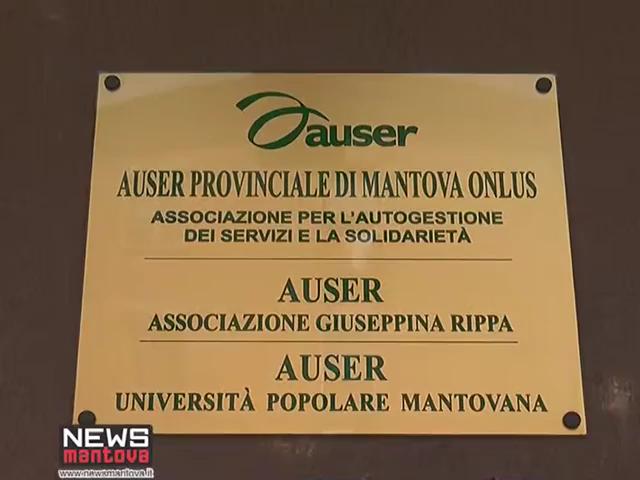 auser
AUSER PROVINCIALE DI MANTOVA ONLUS
ASSOCIAZIONE PER L'AUTOGESTIONE
DEI SERVIZI E LA SOLIDARIETÀ
AUSER
ASSOCIAZIONE GIUSEPPINA RIPPA
AUSER
UNIVERSITÀ POPOLARE MANTOVANA
NEWS
mantova
www.newsmantova.it